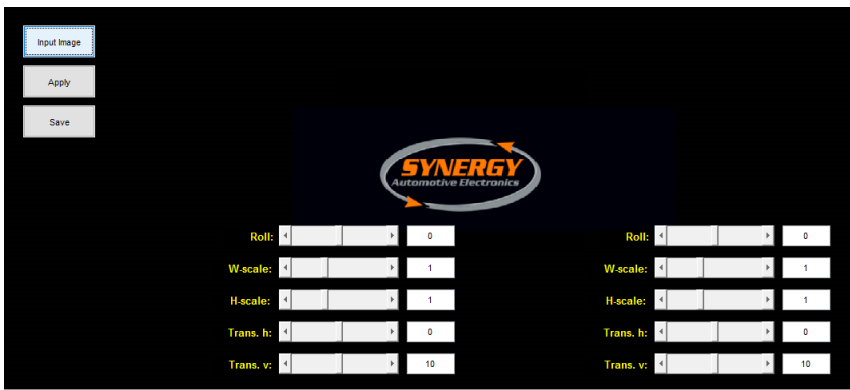 Input Image
Apply
Save
SYNERGY
Automotive Electronics
Roll: 0 Roll: 0
W-scale: 1 W-scale: 1
H-scale: 1 H-scale: 1
Trans. h: 0 Trans. h: 0
Trans. v: 10 Trans. v: 10